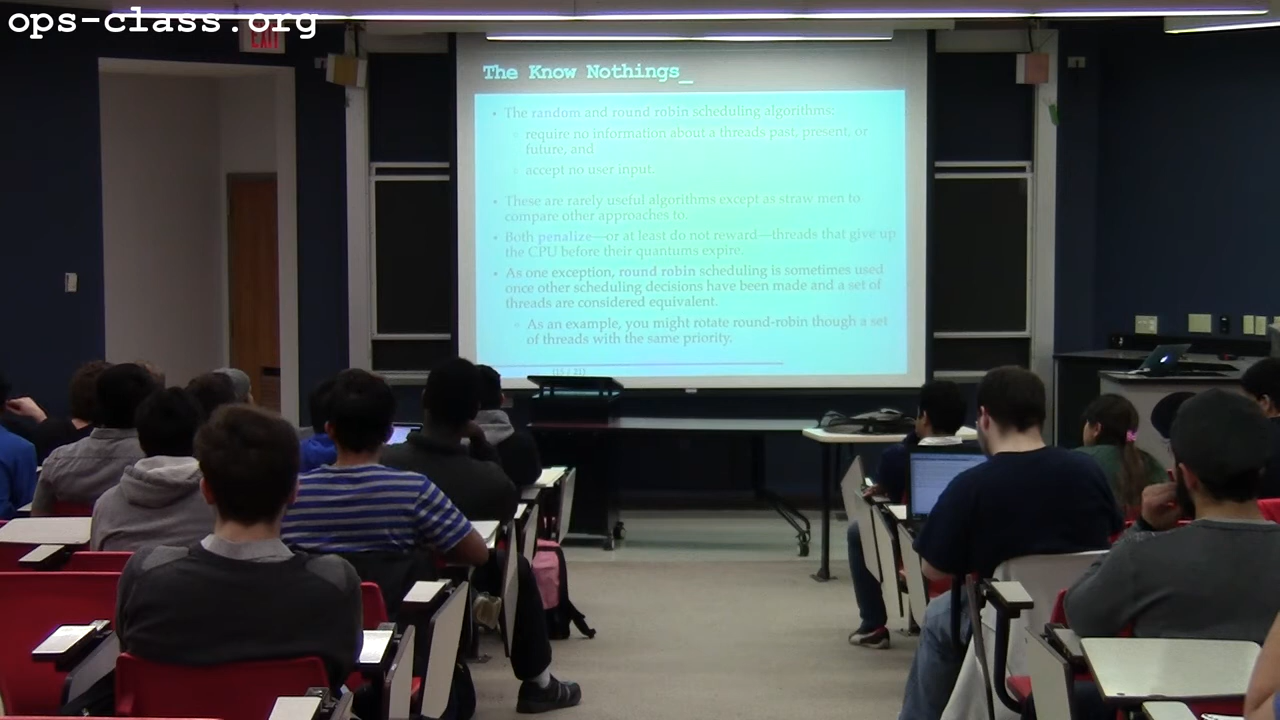 ops-class.org
EXIT
The Know Nothings_
The random and round robin scheduling algorithms:
require no information about a threads past, present, or
future, and
accept no user input.
These are rarely useful algorithms except as straw men to
compare other approaches to.
Both penalize—or at least do not reward—threads that give up
the CPU before their quantums expire.
As one exception, round robin scheduling is sometimes used
once other scheduling decisions have been made and a set of
threads are considered equivalent.
As an example, you might rotate round-robin though a set
of threads with the same priority.